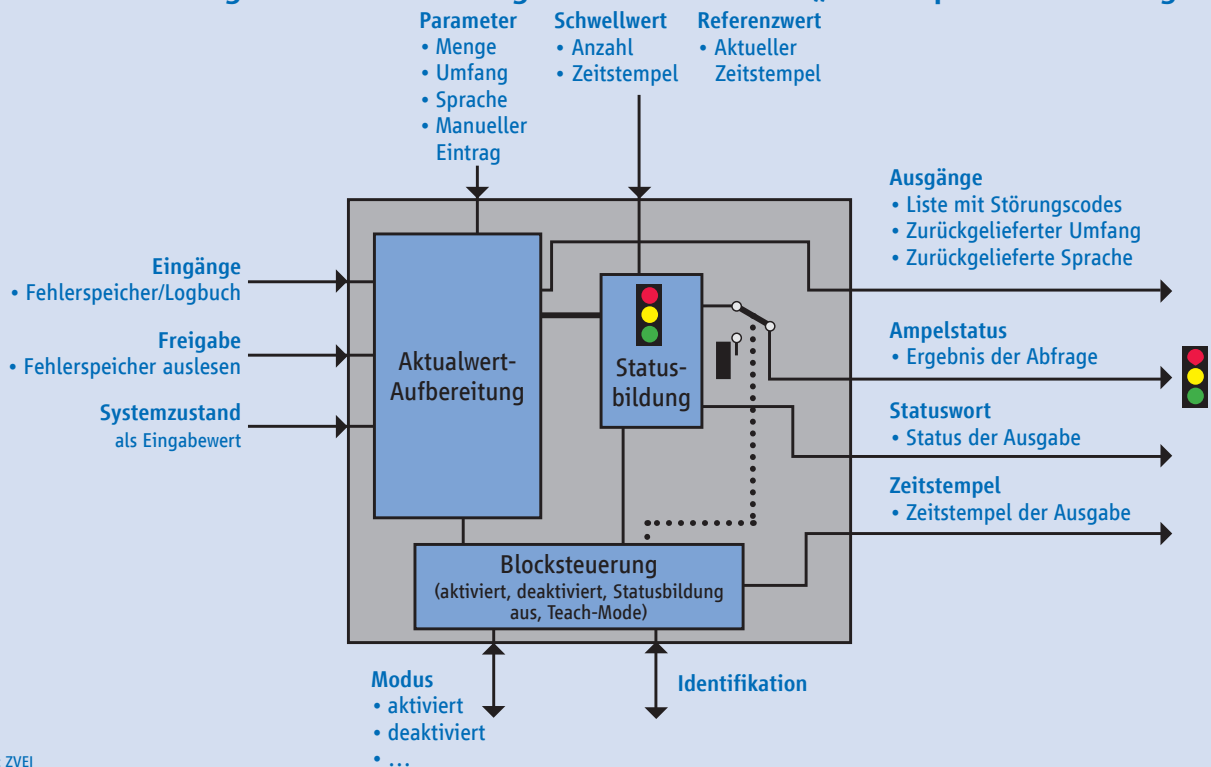 Parameter
• Menge
• Umfang
• Sprache
• Manueller
Eintrag
Schwellwert
• Anzahl
• Zeitstempel
Referenzwert
• Aktueller
Zeitstempel
Eingänge
• Fehlerspeicher/Logbuch
Freigabe
• Fehlerspeicher auslesen
Systemzustand
als Eingabewert
Aktualwert-
Aufbereitung
Status-
bildung
Blocksteuerung
(aktiviert, deaktiviert, Statusbildung
aus, Teach-Mode)
Ausgänge
• Liste mit Störungscodes
• Zurückgelieferter Umfang
• Zurückgelieferte Sprache
Ampelstatus
• Ergebnis der Abfrage
Statuswort
• Status der Ausgabe
Zeitstempel
• Zeitstempel der Ausgabe
Modus
• aktiviert
• deaktiviert
• …
Identifikation
: ZVEI